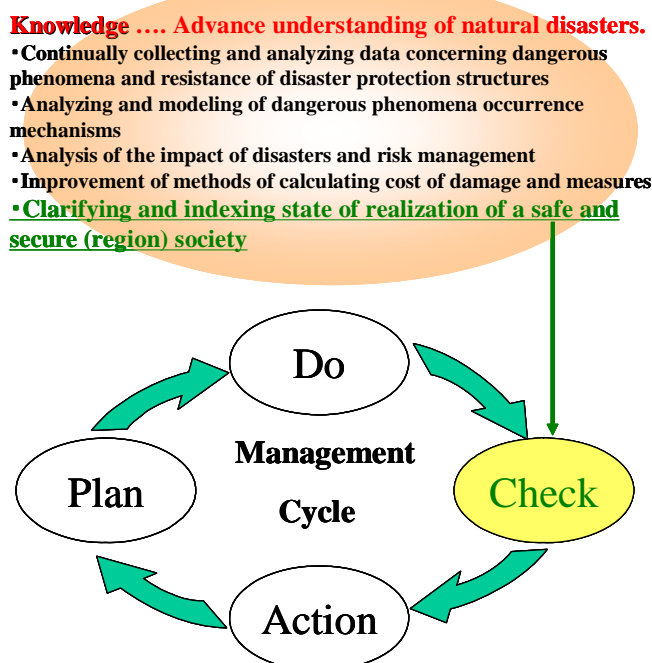 Knowledge …. Advance understanding of natural disasters.
・Continually collecting and analyzing data concerning dangerous
phenomena and resistance of disaster protection structures
・Analyzing and modeling of dangerous phenomena occurrence
mechanisms
・Analysis of the impact of disasters and risk management
・Improvement of methods of calculating cost of damage and measures
・Clarifying and indexing state of realization of a safe and
secure (region) society
Do
Management
Cycle
Plan
Check
Action